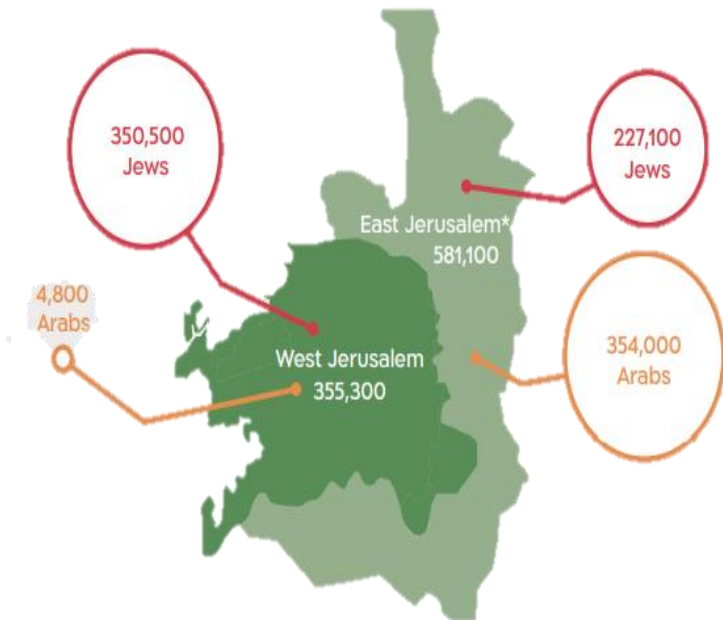 350,500
Jews
227,100
Jews
East Jerusalem*
581,100
4,800
Arabs
West Jerusalem
355,300
354,000
Arabs